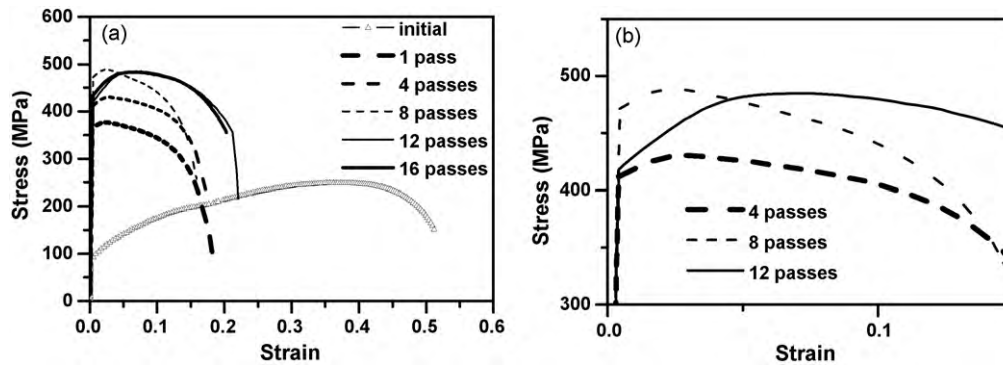 (a)
600
500
400
300
200
100
0
Stress (MPa)
0.0 0.1 0.2 0.3 0.4 0.5 0.6
Strain
initial
1 pass
4 passes
8 passes
12 passes
16 passes
(b)
500
400
300
Stress (MPa)
0.0 0.1
Strain
4 passes
8 passes
12 passes